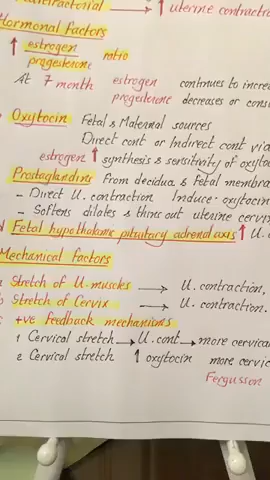 → ↑ uterine contractio
Hormonal factors
↑ estrogen ratio
progesterone
At 7 month estrogen continues to increa
progesterone decreases or cons
Oxytocin Fetal & Maternal sources
Direct cont or Indirect cont via
estrogen ↑ synthesis & sensitivity of oxyto
Prostaglandins From decidua & Fetal membra
- Direct U. contraction Induce oxytocin
- Softens dilates & thins out uterine cervix
Fetal hypothalamic pituitary adrenal axis ↑ U. c
Mechanical factors
Stretch of U. muscles → U. contraction,
b) Stretch of Cervix → U. contraction.
+ve feedback mechanisms
1 Cervical stretch → U. cont → more cervical
2 Cervical stretch ↑ oxytocin more cervic
Fergusson